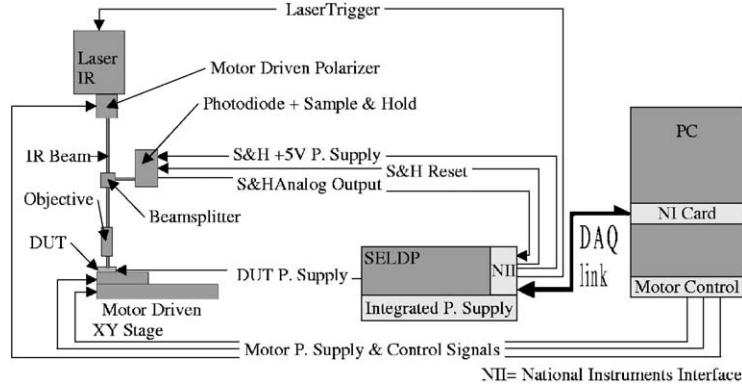 LaserTrigger
Laser
IR
Motor Driven Polarizer
Photodiode + Sample & Hold
PC
IR Beam
S&H +5V P. Supply
S&H Reset
S&HAnalog Output
Objective
Beamsplitter
NI Card
DUT
SELDP
NII
DAQ
link
DUT P. Supply
Motor Control
Integrated P. Supply
Motor Driven
XY Stage
Motor P. Supply & Control Signals
NII= National Instruments Interface